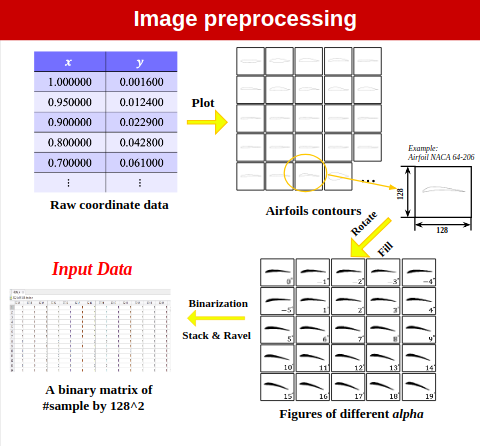 Image preprocessing
x y
1.000000 0.001600
0.950000 0.012400
0.900000 0.022900
0.800000 0.042800
0.700000 0.061000
⋮ ⋮
Raw coordinate data
Plot
Airfoils contours
...
Example:
Airfoil NACA 64-206
128
128
Rotate
Fill
0° -1° -2° -3° -4°
-5° 1° 2° 3° 4°
5° 6° 7° 8° 9°
10 11° 12° 13° 14°
15° 16° 17° 18° 19
Figures of different alpha
Binarization
Stack & Ravel
Input Data
A binary matrix of
#sample by 128^2